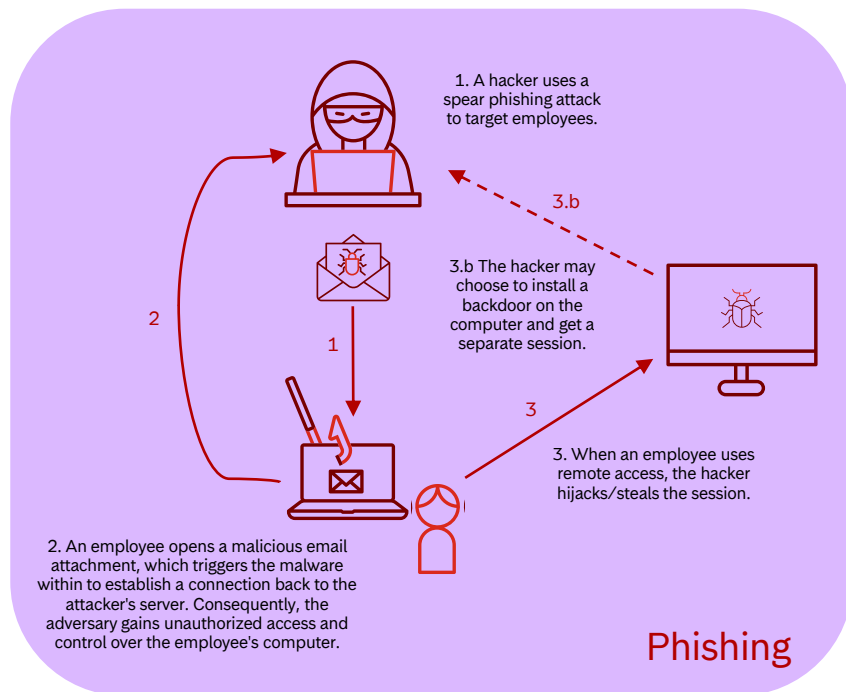 1. A hacker uses a
spear phishing attack
to target employees.
3.b
3.b The hacker may
choose to install a
backdoor on the
computer and get a
separate session.
2
1
3
3. When an employee uses
remote access, the hacker
hijacks/steals the session.
2. An employee opens a malicious email
attachment, which triggers the malware
within to establish a connection back to the
attacker's server. Consequently, the
adversary gains unauthorized access and
control over the employee's computer.
Phishing